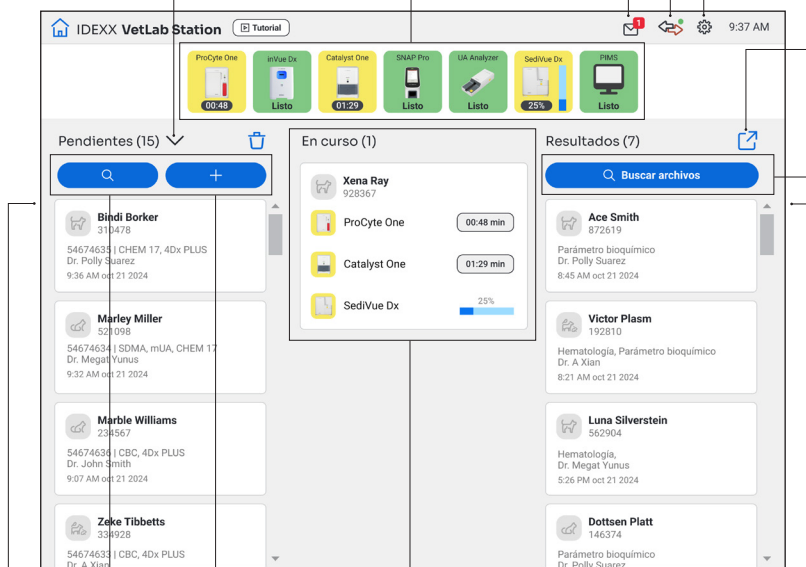 IDEXX VetLab Station
Tutorial
1
9:37 AM
ProCyte One
00:48
inVue Dx
Listo
Catalyst One
01:29
SNAP Pro
Listo
UA Analyzer
Listo
SediVue Dx
25%
PIMS
Listo
Pendientes (15)
Bindi Borker
310478
54674635 | CHEM 17, 4Dx PLUS
Dr. Polly Suarez
9:36 AM oct 21 2024
Marley Miller
521098
54674634 | SDMA, mUA, CHEM 17
Dr. Megat Yunus
9:32 AM oct 21 2024
Marble Williams
234567
54674636 | CBC, 4Dx PLUS
Dr. John Smith
9:07 AM oct 21 2024
Zeke Tibbetts
334928
54674633 | CBC, 4Dx PLUS
Dr. A Xian
En curso (1)
Xena Ray
928367
ProCyte One
00:48 min
Catalyst One
01:29 min
SediVue Dx
25%
Resultados (7)
Buscar archivos
Ace Smith
872619
Parámetro bioquímico
Dr. Polly Suarez
8:45 AM oct 21 2024
Victor Plasm
192810
Hematología, Parámetro bioquímico
Dr. A Xian
8:21 AM oct 21 2024
Luna Silverstein
562904
Hematología,
Dr. Megat Yunus
5:26 PM oct 21 2024
Dottsen Platt
146374
Parámetro bioquímico
Dr. Polly Suarez